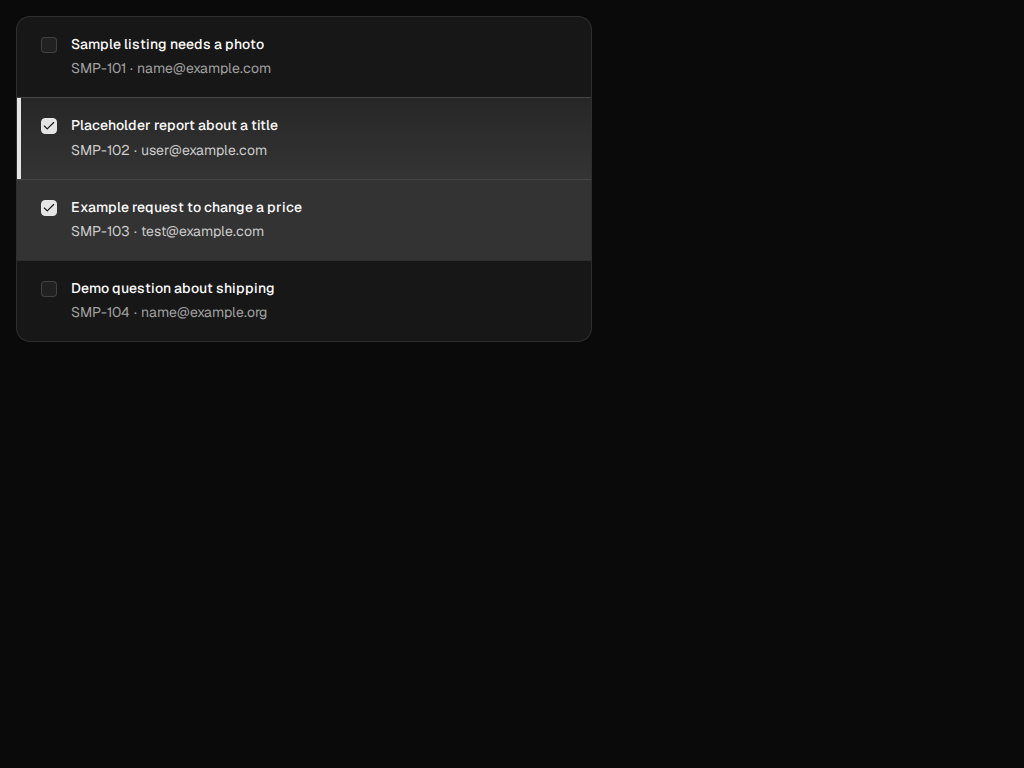 Sample listing needs a photo
SMP-101 · name@example.com
Placeholder report about a title
SMP-102 · user@example.com
Example request to change a price
SMP-103 · test@example.com
Demo question about shipping
SMP-104 · name@example.org